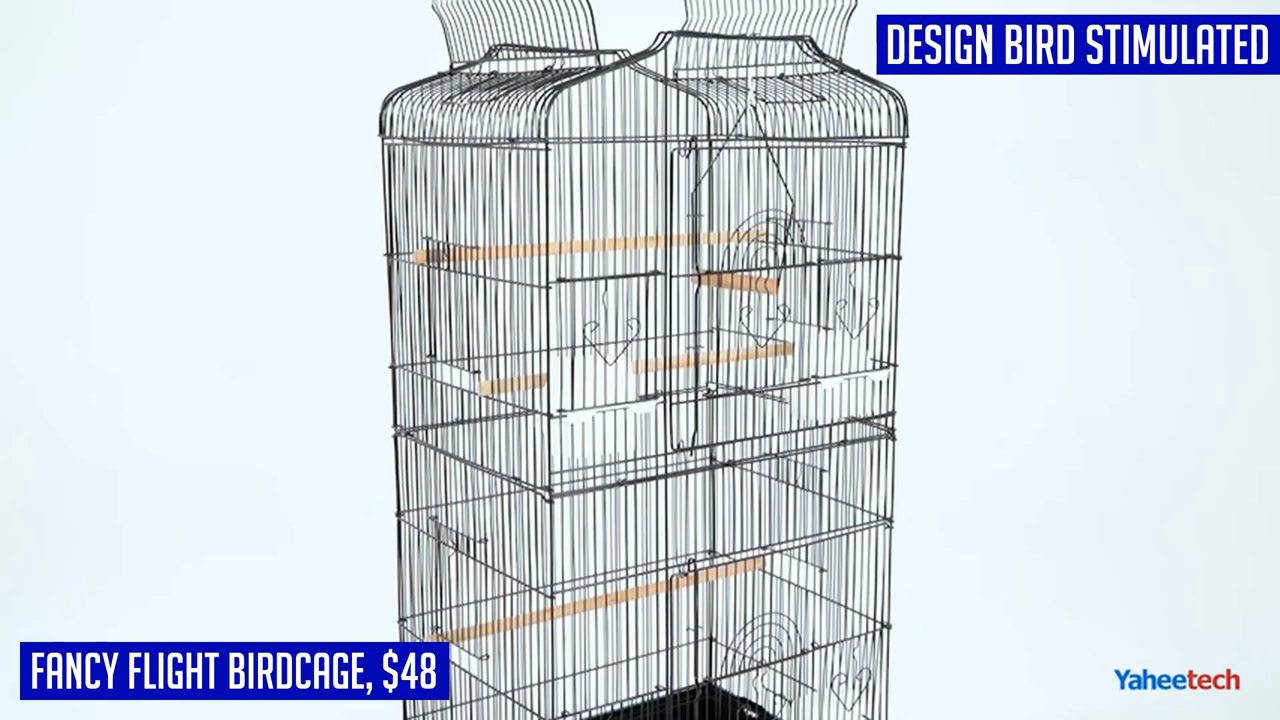 DESIGN BIRD STIMULATED
FANCY FLIGHT BIRDCAGE, $48
Yaheetech